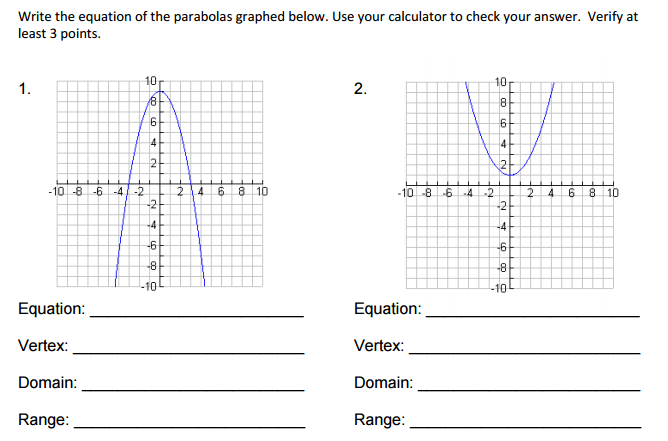 Write the equation of the parabolas graphed below. Use your calculator to check your answer. Verify at
least 3 points.
1.
10
8
6
4
2
-10 -8 -6 -4 -2 2 4 6 8 10
-2
-4
-6
-8
-10
2.
10
8
6
4
2
-10 -8 -6 -4 -2 2 4 6 8 10
-2
-4
-6
-8
-10
Equation: Equation:
Vertex: Vertex:
Domain: Domain:
Range: Range: